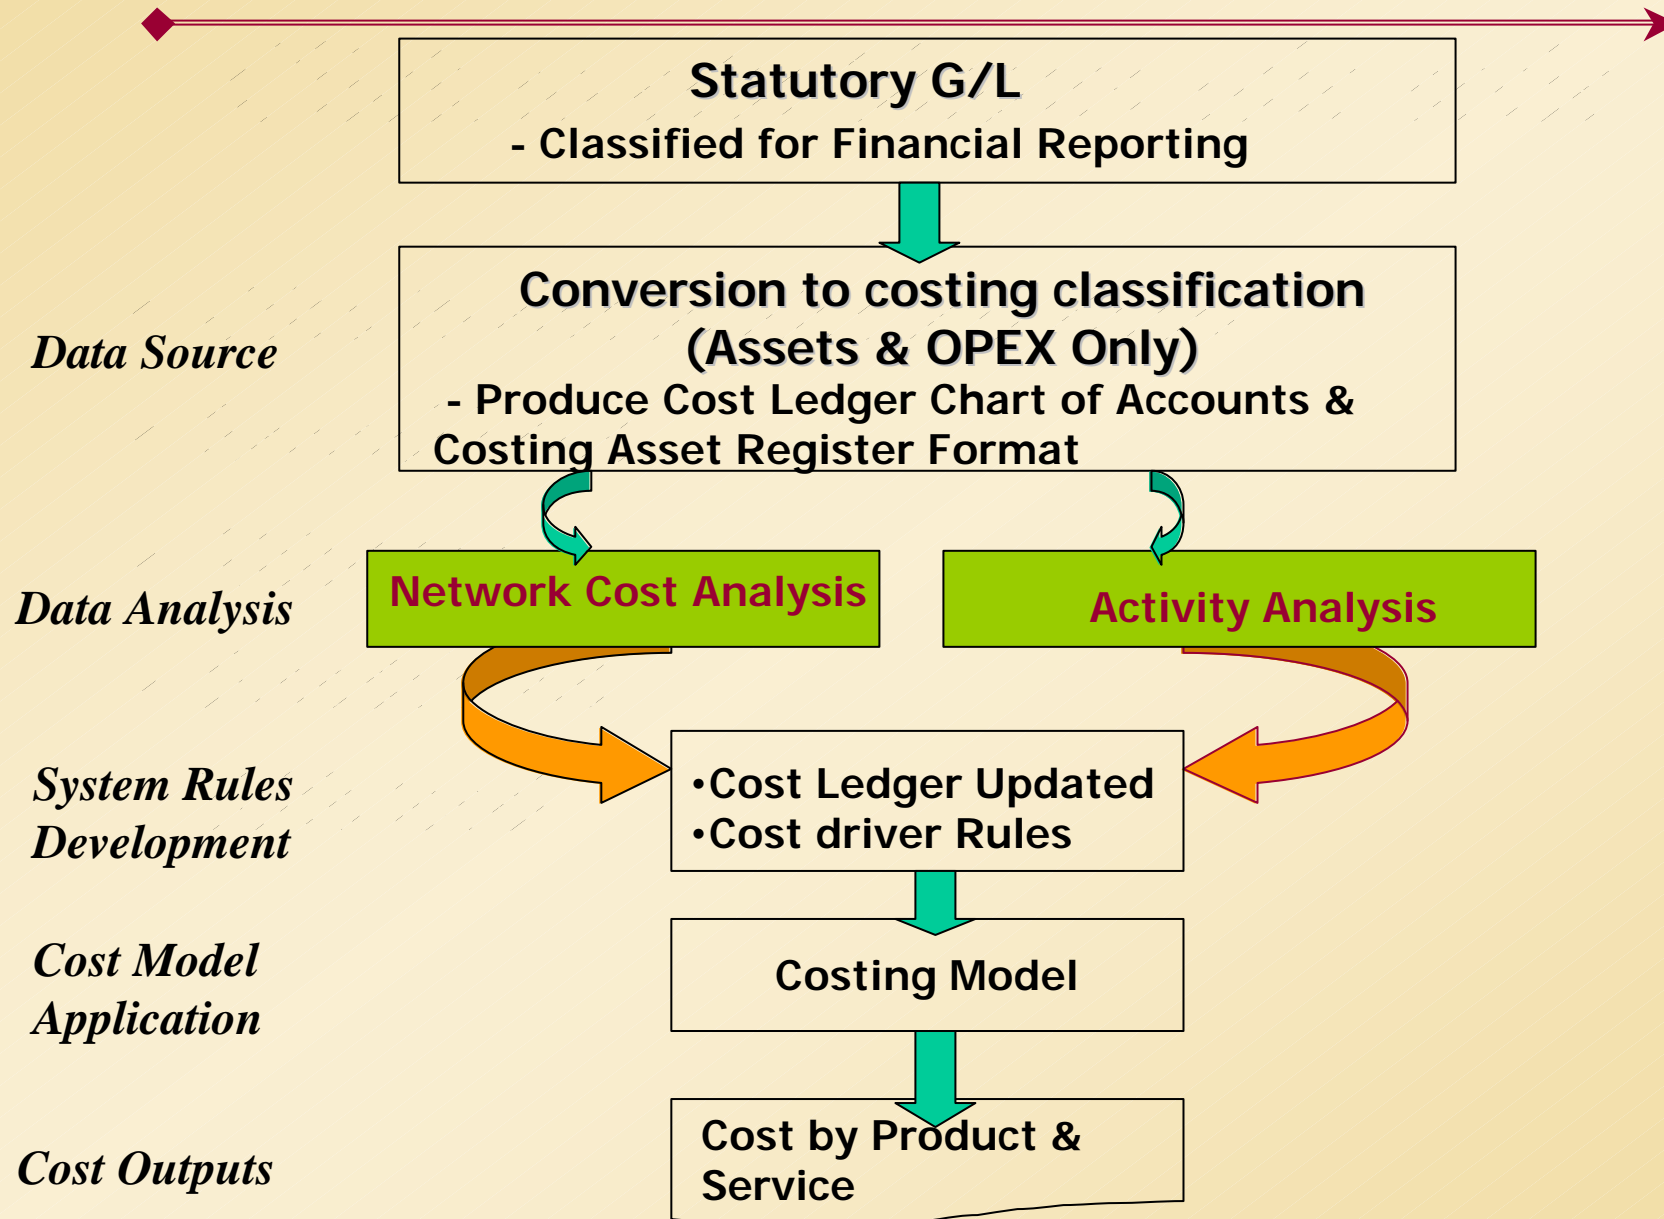 Statutory G/L
- Classified for Financial Reporting
Conversion to costing classification
(Assets & OPEX Only)
- Produce Cost Ledger Chart of Accounts &
Costing Asset Register Format
Data Source
Network Cost Analysis
Activity Analysis
Data Analysis
•Cost Ledger Updated
•Cost driver Rules
System Rules
Development
Costing Model
Cost Model
Application
Cost by Product &
Service
Cost Outputs